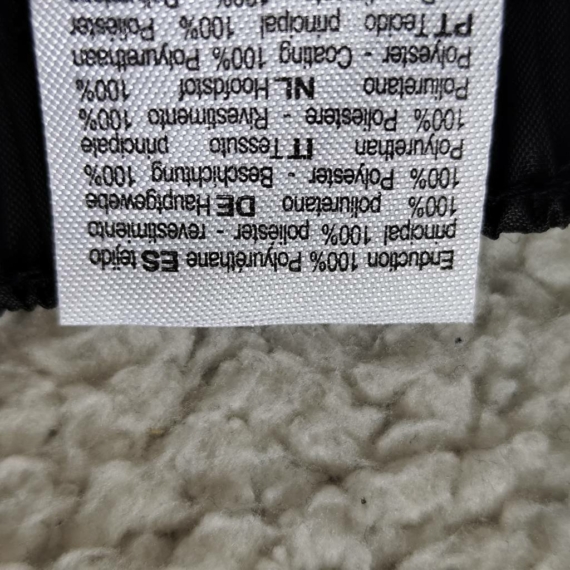 Enduction 100% Polyuréthane ES tejido
principal 100% poliester - revestimiento
100% poliuretano DE Hauptgewebe
100% Polyester - Beschichtung 100%
Polyurethan IT Tessuto principale
100% Poliestere - Rivestimento 100%
Poliuretano NL Hoofdstof 100%
Polyester - Coating 100% Polyurethaan
PT Tecido principal 100% Poliéster